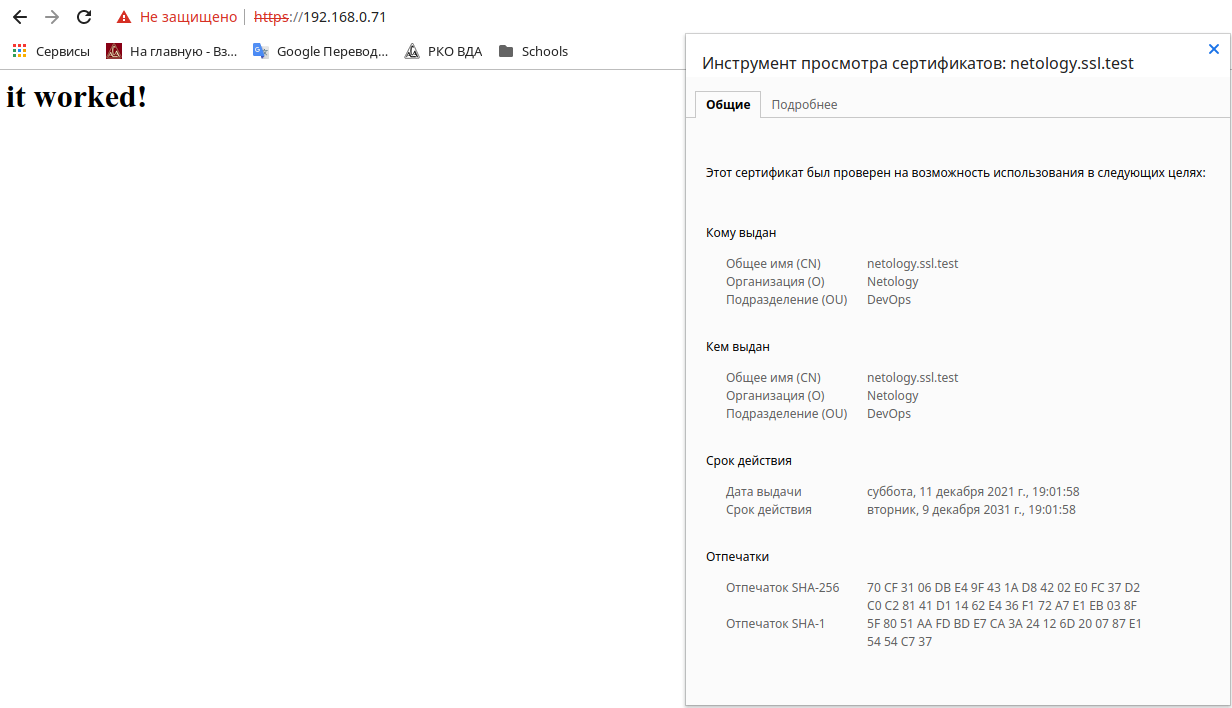 Не защищено https://192.168.0.71
Сервисы На главную - Вз... Google Перевод... РКО ВДА Schools
it worked!
Инструмент просмотра сертификатов: netology.ssl.test
Общие Подробнее
Этот сертификат был проверен на возможность использования в следующих целях:
Кому выдан
Общее имя (CN) netology.ssl.test
Организация (O) Netology
Подразделение (OU) DevOps
Кем выдан
Общее имя (CN) netology.ssl.test
Организация (O) Netology
Подразделение (OU) DevOps
Срок действия
Дата выдачи суббота, 11 декабря 2021 г., 19:01:58
Срок действия вторник, 9 декабря 2031 г., 19:01:58
Отпечатки
Отпечаток SHA-256 70 CF 31 06 DB E4 9F 43 1A D8 42 02 E0 FC 37 D2
C0 C2 81 41 D1 14 62 E4 36 F1 72 A7 E1 EB 03 8F
Отпечаток SHA-1 5F 80 51 AA FD BD E7 CA 3A 24 12 6D 20 07 87 E1
54 54 C7 37